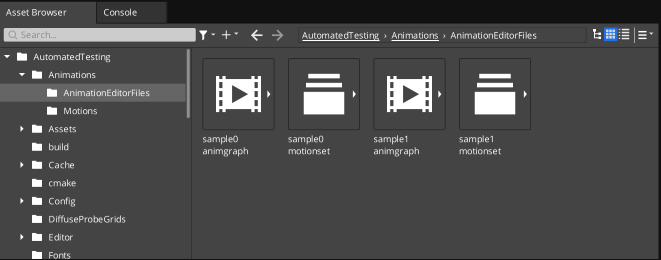 Asset Browser
Console
Search...
AutomatedTesting › Animations › AnimationEditorFiles
AutomatedTesting
Animations
AnimationEditorFiles
Motions
Assets
build
Cache
cmake
Config
DiffuseProbeGrids
Editor
Fonts
sample0
animgraph
sample0
motionset
sample1
animgraph
sample1
motionset